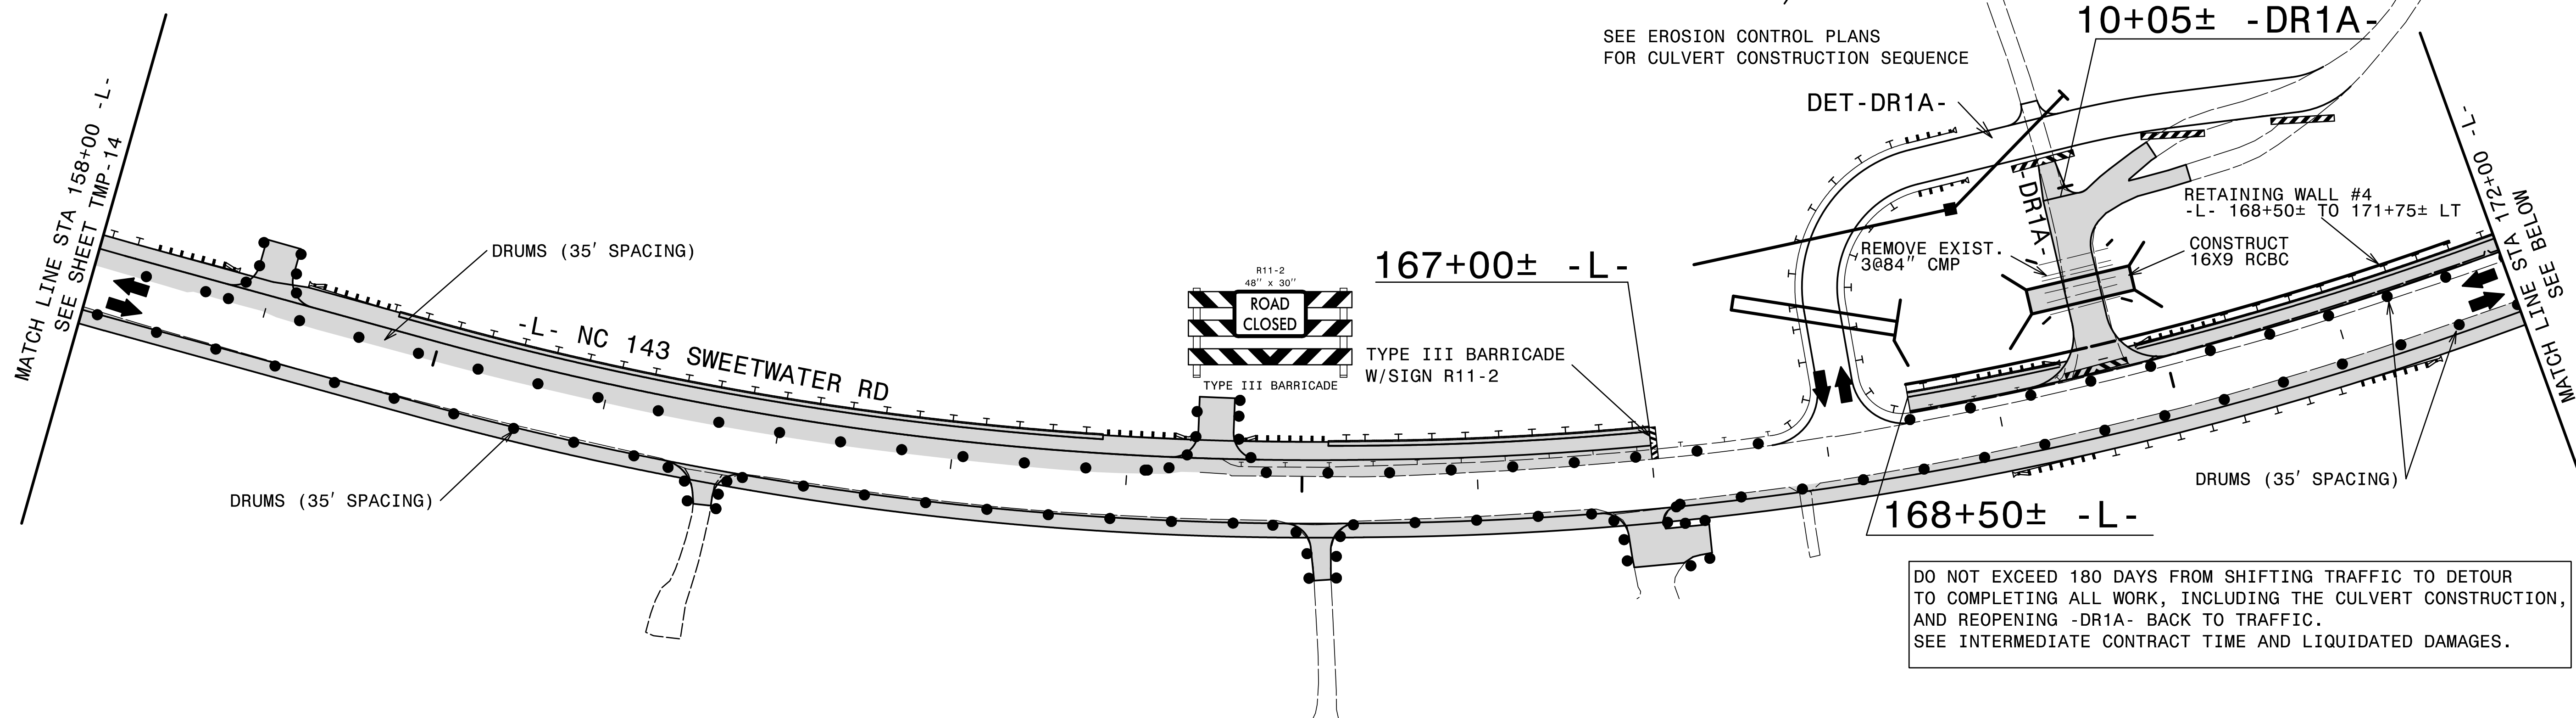 MATCH LINE STA 158+00 -L-
SEE SHEET TMP-14
DRUMS (35' SPACING)
DRUMS (35' SPACING)
-L- NC 143 SWEETWATER RD
R11-2
48" x 30"
ROAD
CLOSED
TYPE III BARRICADE
167+00± -L-
TYPE III BARRICADE
W/SIGN R11-2
SEE EROSION CONTROL PLANS
FOR CULVERT CONSTRUCTION SEQUENCE
DET-DR1A-
10+05± -DR1A-
-DR1A-
REMOVE EXIST.
3@84" CMP
RETAINING WALL #4
-L- 168+50± TO 171+75± LT
CONSTRUCT
16X9 RCBC
168+50± -L-
DRUMS (35' SPACING)
MATCH LINE STA 172+00 -L-
SEE BELOW
DO NOT EXCEED 180 DAYS FROM SHIFTING TRAFFIC TO DETOUR
TO COMPLETING ALL WORK, INCLUDING THE CULVERT CONSTRUCTION,
AND REOPENING -DR1A- BACK TO TRAFFIC.
SEE INTERMEDIATE CONTRACT TIME AND LIQUIDATED DAMAGES.